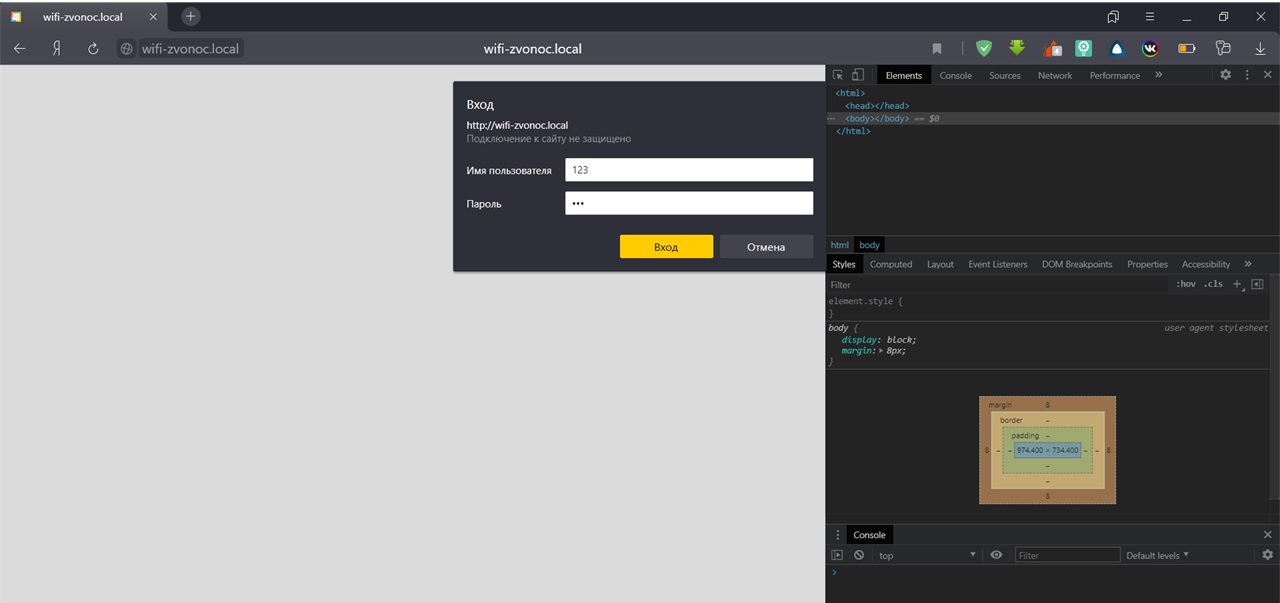 wifi-zvonoc.local
wifi-zvonoc.local
wifi-zvonoc.local
4
Elements
Console
Sources
Network
Performance
Вход
http://wifi-zvonoc.local
Подключение к сайту не защищено
Имя пользователя
123
Пароль
•••
Вход
Отмена
<html>
<head></head>
<body></body> == $0
</html>
html body
Styles
Computed
Layout
Event Listeners
DOM Breakpoints
Properties
Accessibility
Filter
:hov .cls
element.style {
}
body {
user agent stylesheet
display: block;
margin: 8px;
}
margin 8
border –
padding –
8 – – 974.400 × 734.400 – – 8
–
–
8
Console
top
Filter
Default levels